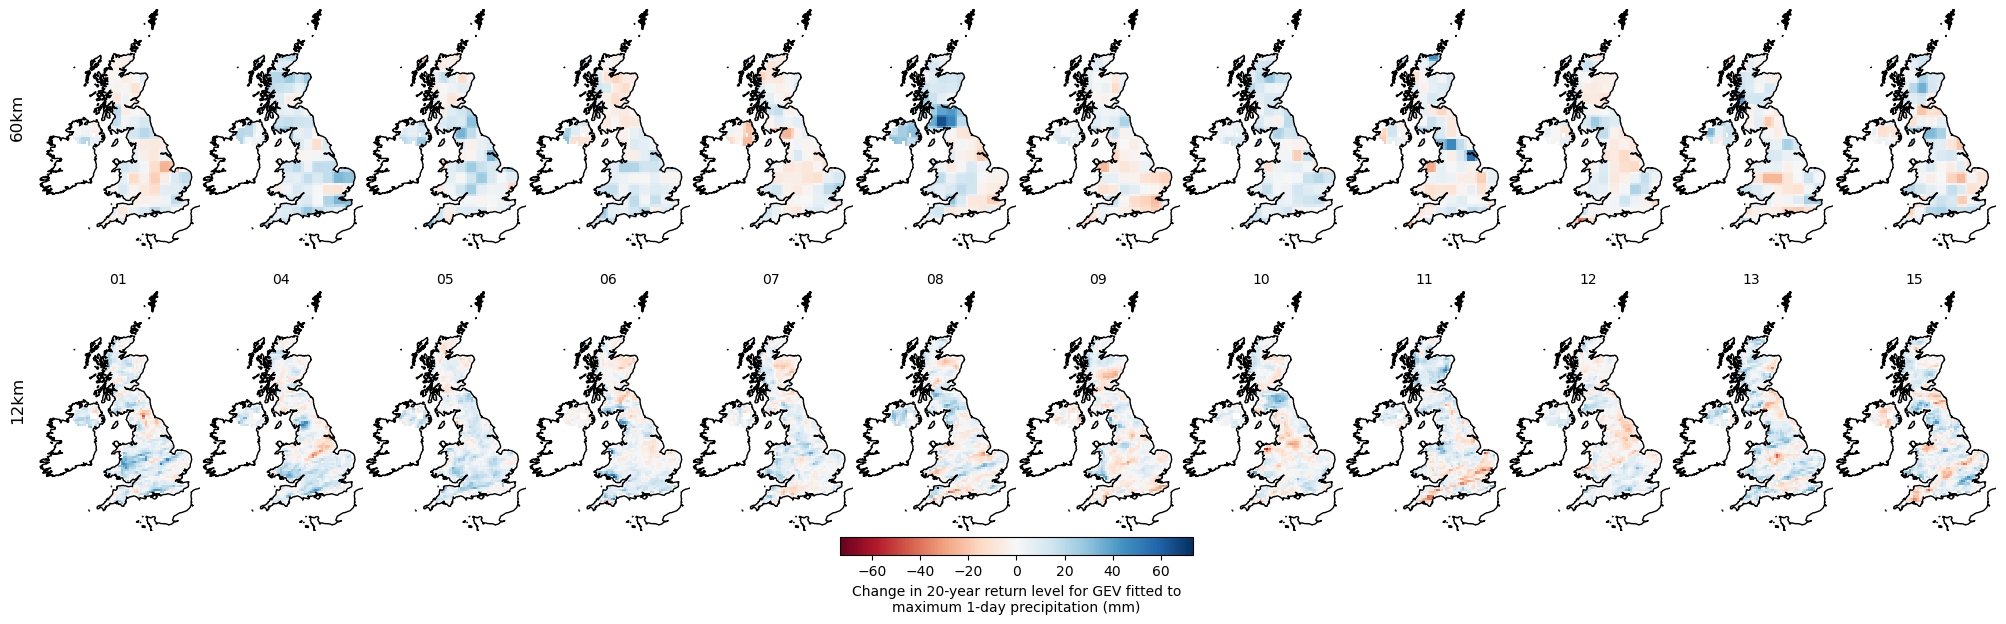 60km
01 04 05 06 07 08 09 10 11 12 13 15
12km
−60 −40 −20 0 20 40 60
Change in 20-year return level for GEV fitted to
maximum 1-day precipitation (mm)